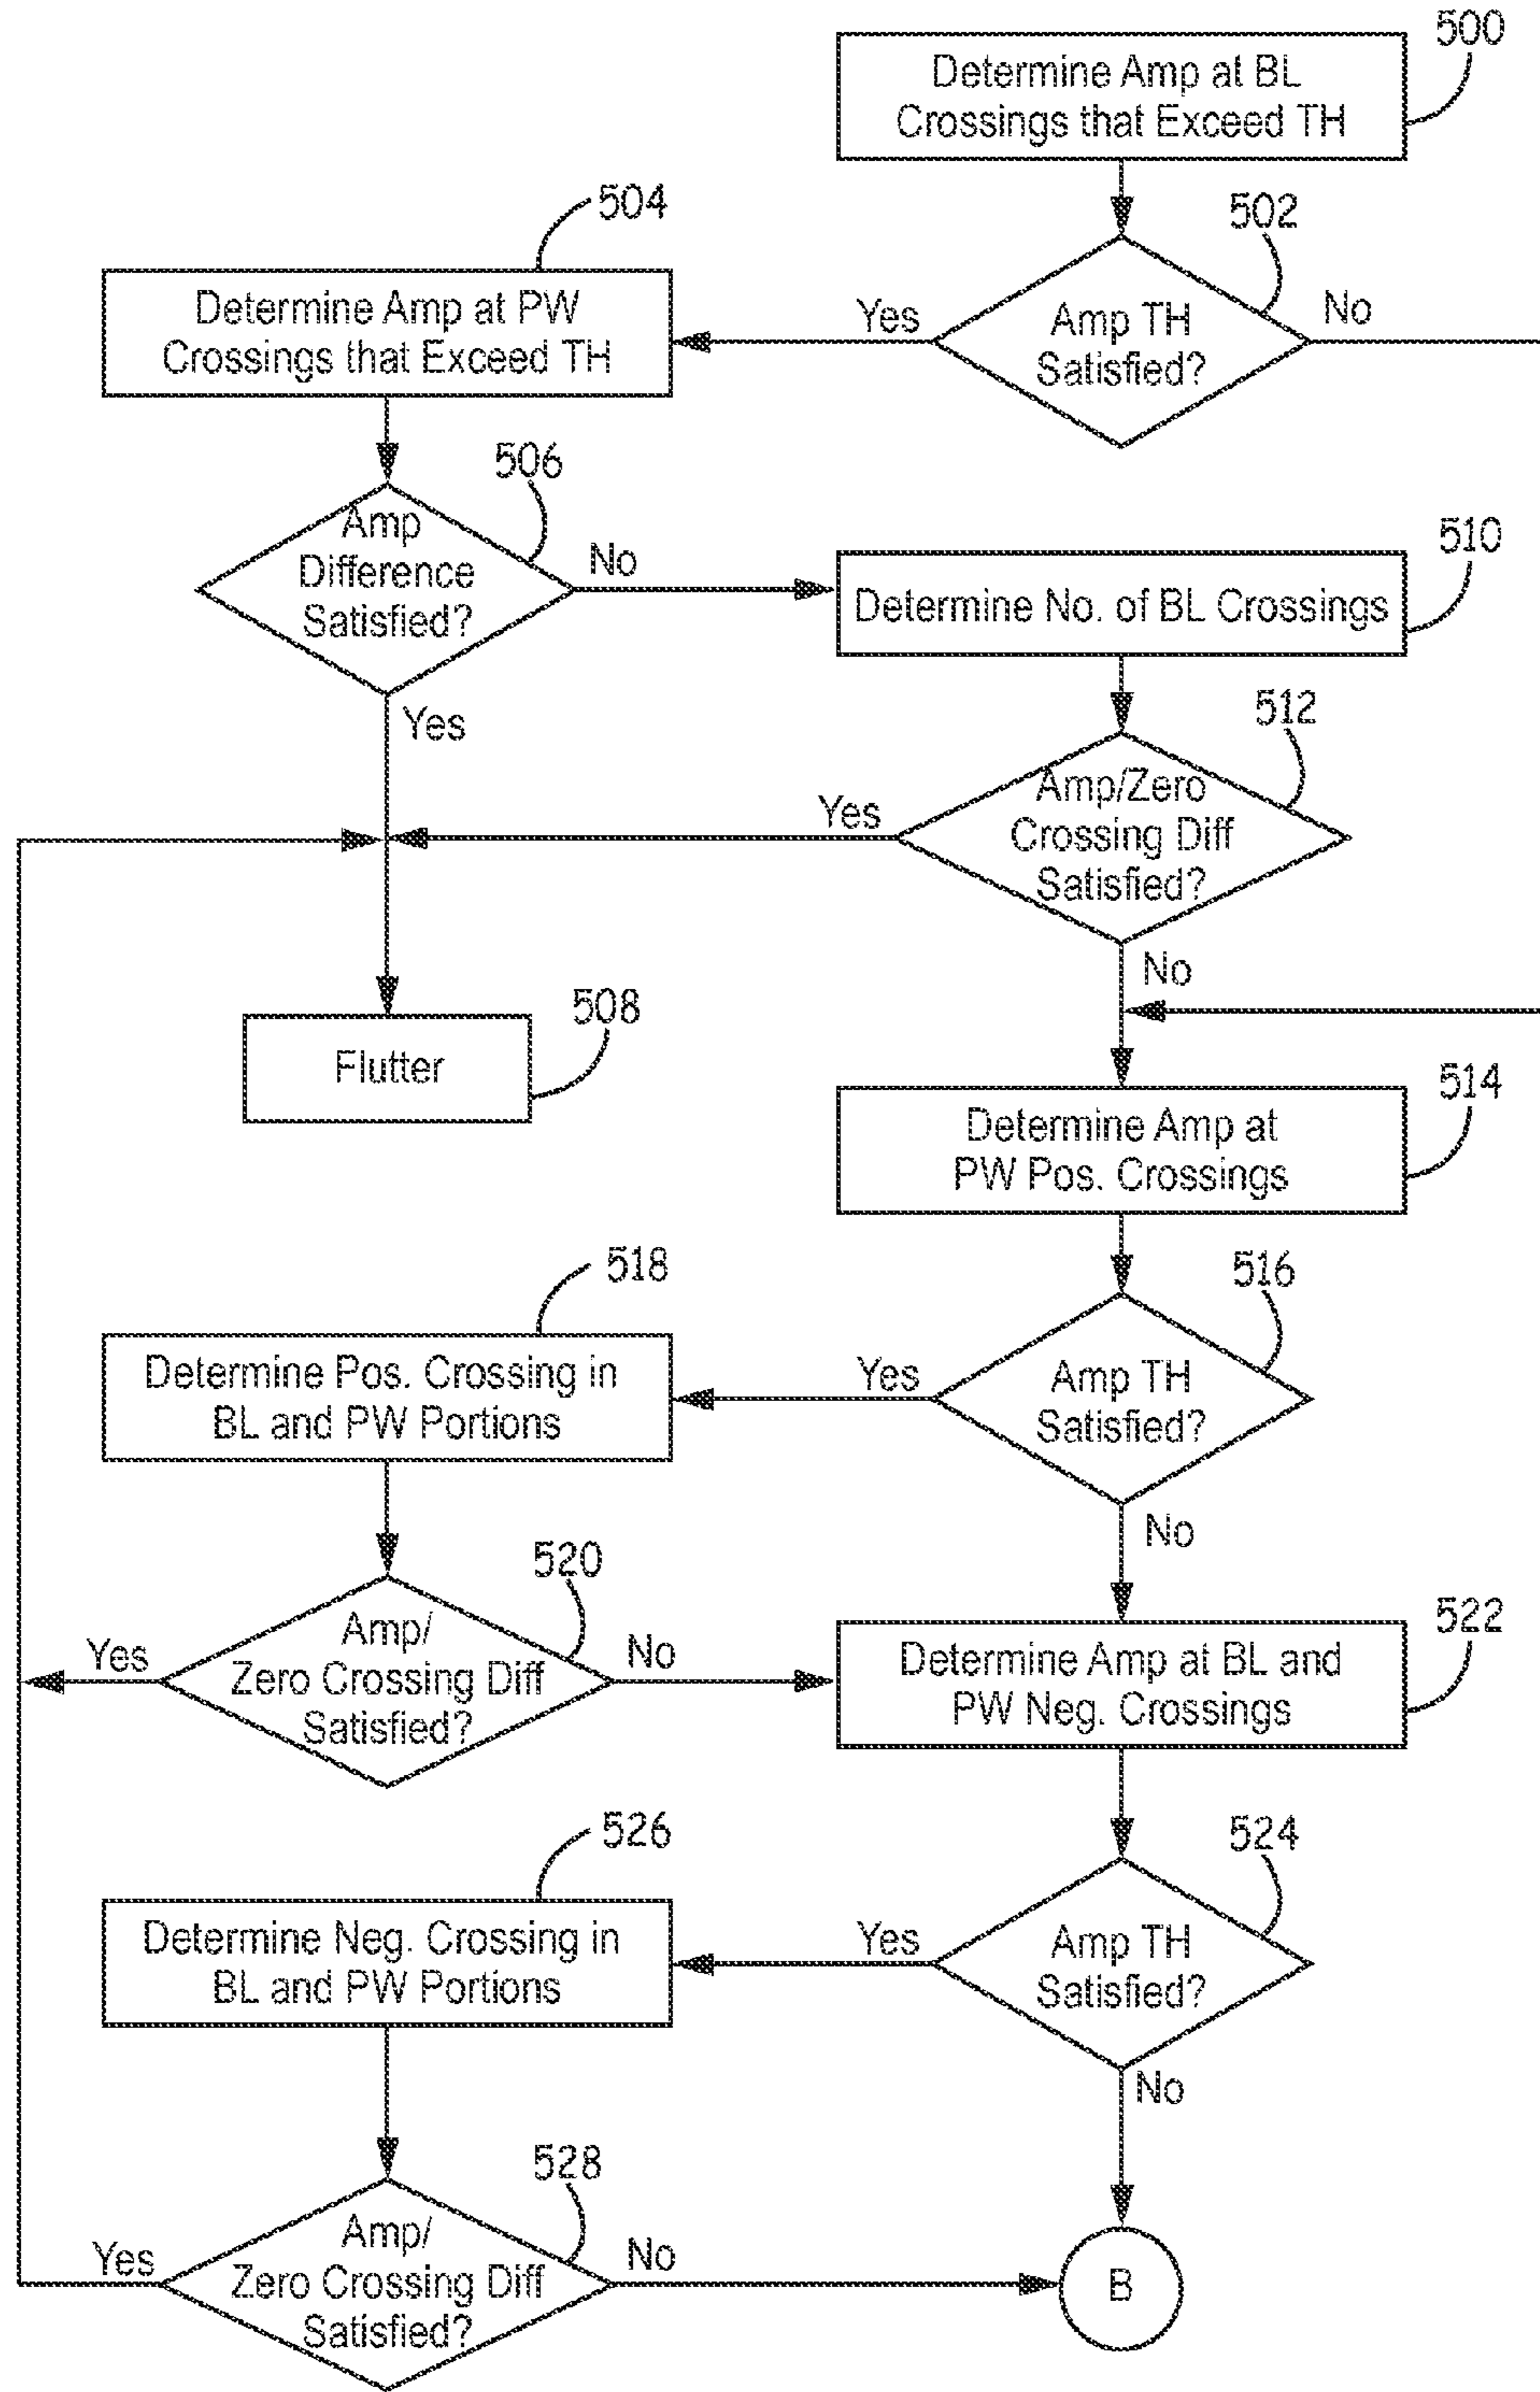 500
Determine Amp at BL
Crossings that Exceed TH
502
Amp TH
Satisfied?
Yes
No
504
Determine Amp at PW
Crossings that Exceed TH
506
Amp
Difference
Satisfied?
No
Yes
510
Determine No. of BL Crossings
512
Amp/Zero
Crossing Diff
Satisfied?
Yes
No
508
Flutter
514
Determine Amp at
PW Pos. Crossings
516
Amp TH
Satisfied?
Yes
No
518
Determine Pos. Crossing in
BL and PW Portions
520
Amp/
Zero Crossing Diff
Satisfied?
Yes
No
522
Determine Amp at BL and
PW Neg. Crossings
524
Amp TH
Satisfied?
Yes
No
526
Determine Neg. Crossing in
BL and PW Portions
528
Amp/
Zero Crossing Diff
Satisfied?
Yes
No
B